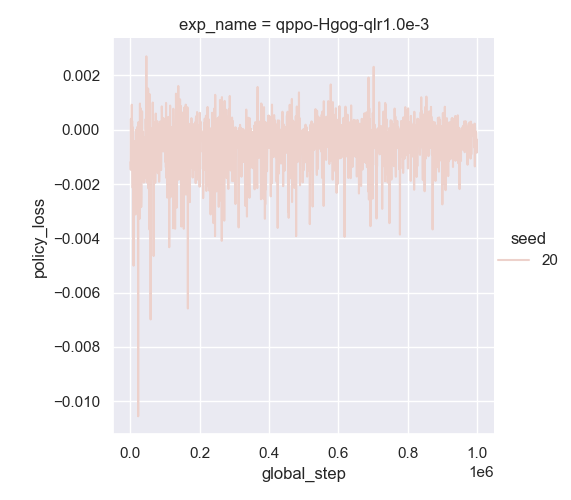 exp_name = qppo-Hgog-qlr1.0e-3
0.002
0.000
−0.002
−0.004
−0.006
−0.008
−0.010
policy_loss
0.0 0.2 0.4 0.6 0.8 1.0
1e6
global_step
seed
20